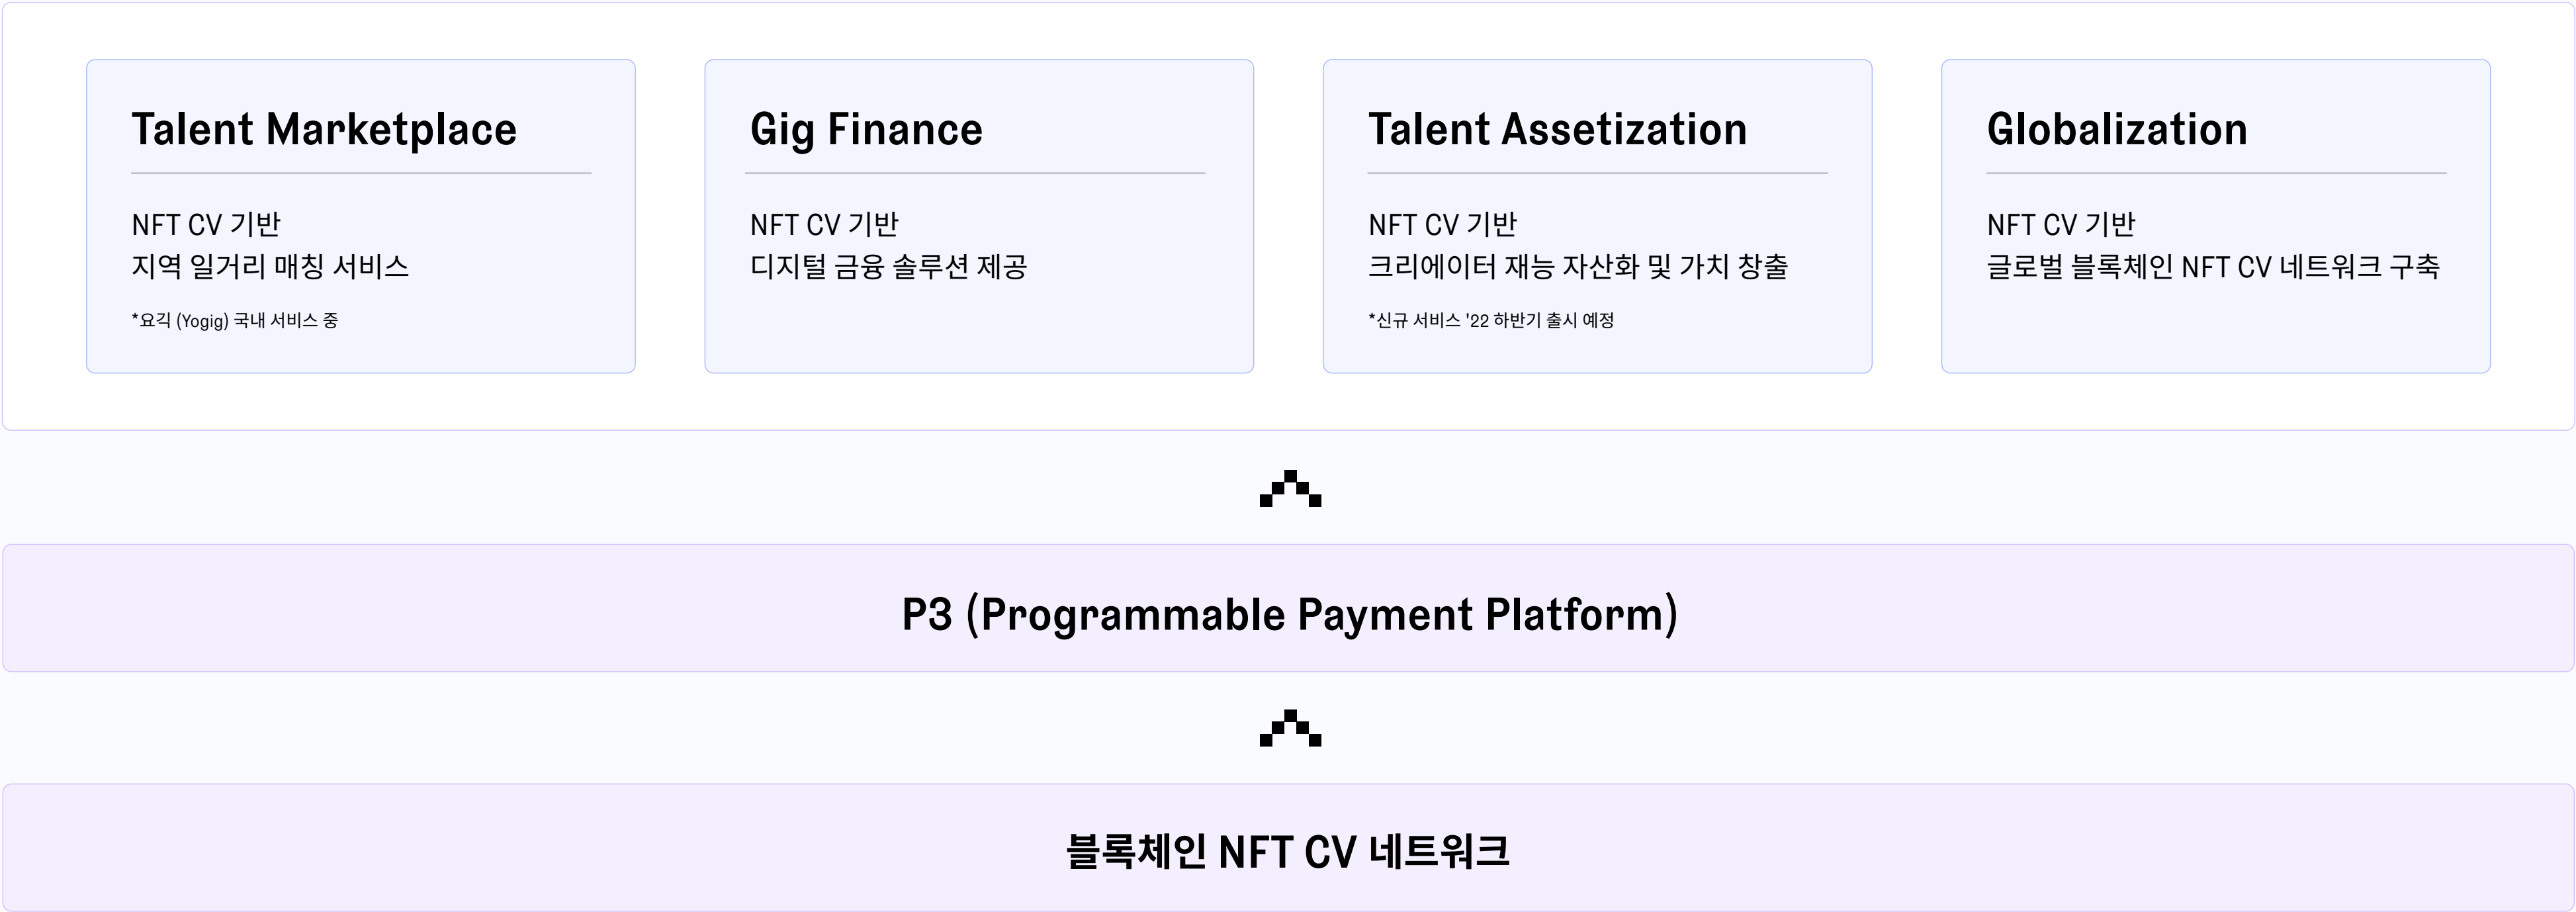 Talent Marketplace
NFT CV 기반
지역 일거리 매칭 서비스
*요긱 (Yogig) 국내 서비스 중
Gig Finance
NFT CV 기반
디지털 금융 솔루션 제공
Talent Assetization
NFT CV 기반
크리에이터 재능 자산화 및 가치 창출
*신규 서비스 '22 하반기 출시 예정
Globalization
NFT CV 기반
글로벌 블록체인 NFT CV 네트워크 구축
P3 (Programmable Payment Platform)
블록체인 NFT CV 네트워크